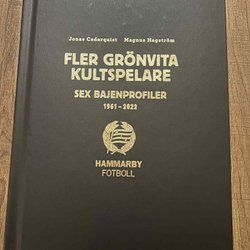 Jonas Cederquist Magnus Hagström
FLER GRÖNVITA
KULTSPELARE
SEX BAJENPROFILER
1961–2022
HAMMARBY
FOTBOLL